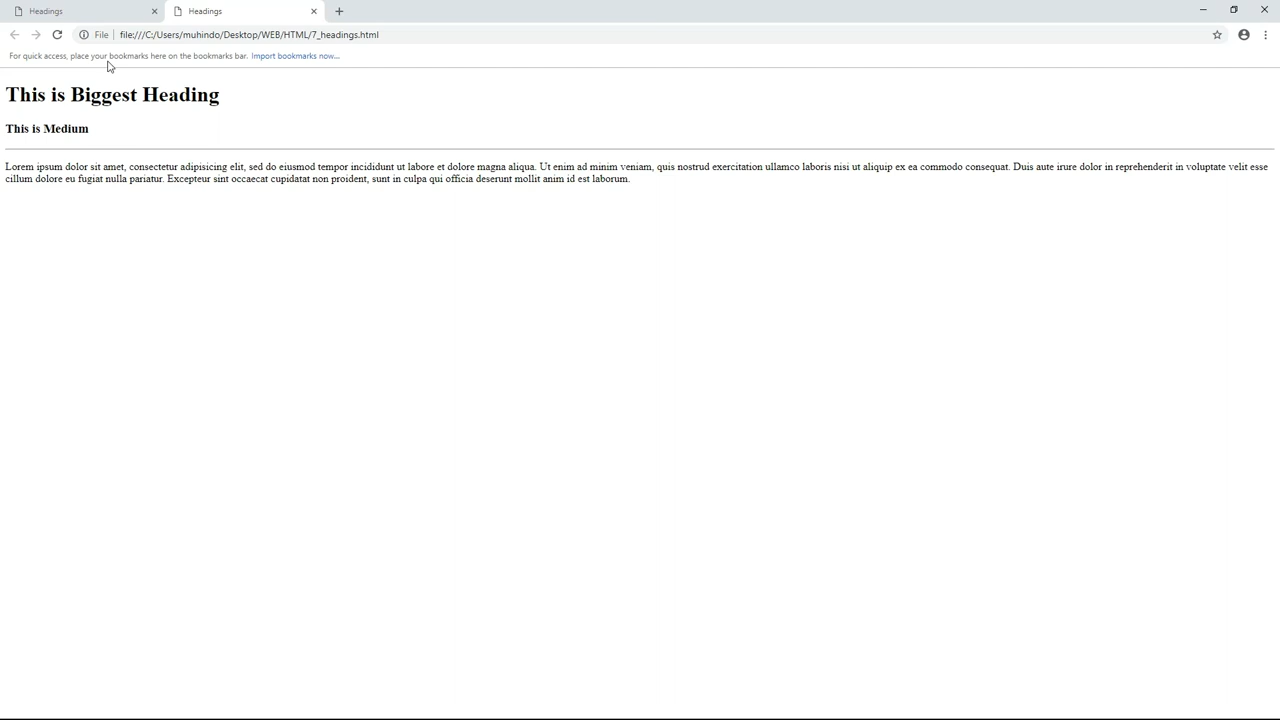 Headings
Headings
File
file:///C:/Users/muhindo/Desktop/WEB/HTML/7_headings.html
For quick access, place your bookmarks here on the bookmarks bar. Import bookmarks now...
This is Biggest Heading
This is Medium
Lorem ipsum dolor sit amet, consectetur adipisicing elit, sed do eiusmod tempor incididunt ut labore et dolore magna aliqua. Ut enim ad minim veniam, quis nostrud exercitation ullamco laboris nisi ut aliquip ex ea commodo consequat. Duis aute irure dolor in reprehenderit in voluptate velit esse
cillum dolore eu fugiat nulla pariatur. Excepteur sint occaecat cupidatat non proident, sunt in culpa qui officia deserunt mollit anim id est laborum.